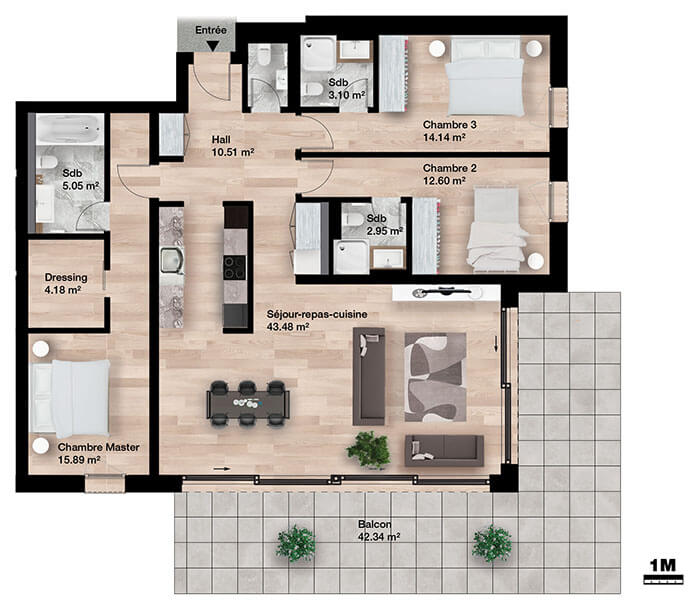 Entrée
Sdb
3.10 m²
Chambre 3
14.14 m²
Hall
10.51 m²
Chambre 2
12.60 m²
Sdb
5.05 m²
Sdb
2.95 m²
Dressing
4.18 m²
Séjour-repas-cuisine
43.48 m²
Chambre Master
15.89 m²
Balcon
42.34 m²
1M